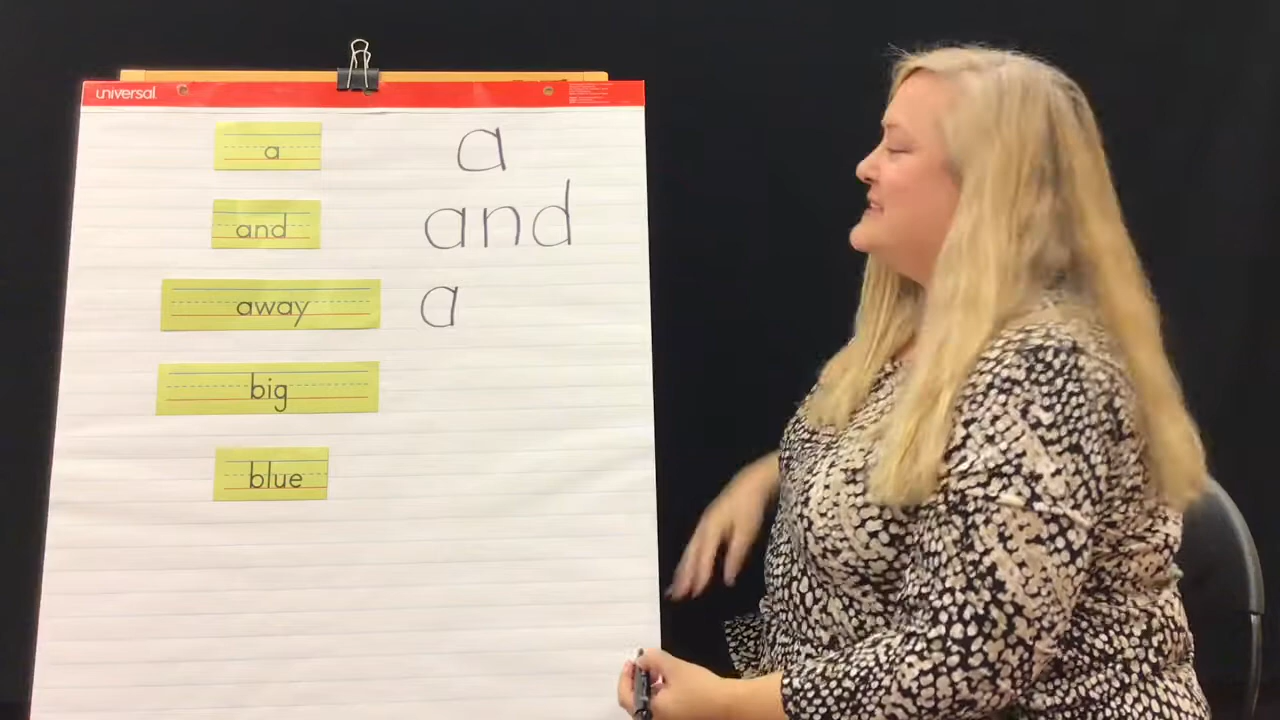 universal
a a
and and
away a
big
blue